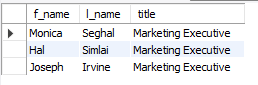 f_name l_name title
Monica Seghal Marketing Executive
Hal Simlai Marketing Executive
Joseph Irvine Marketing Executive